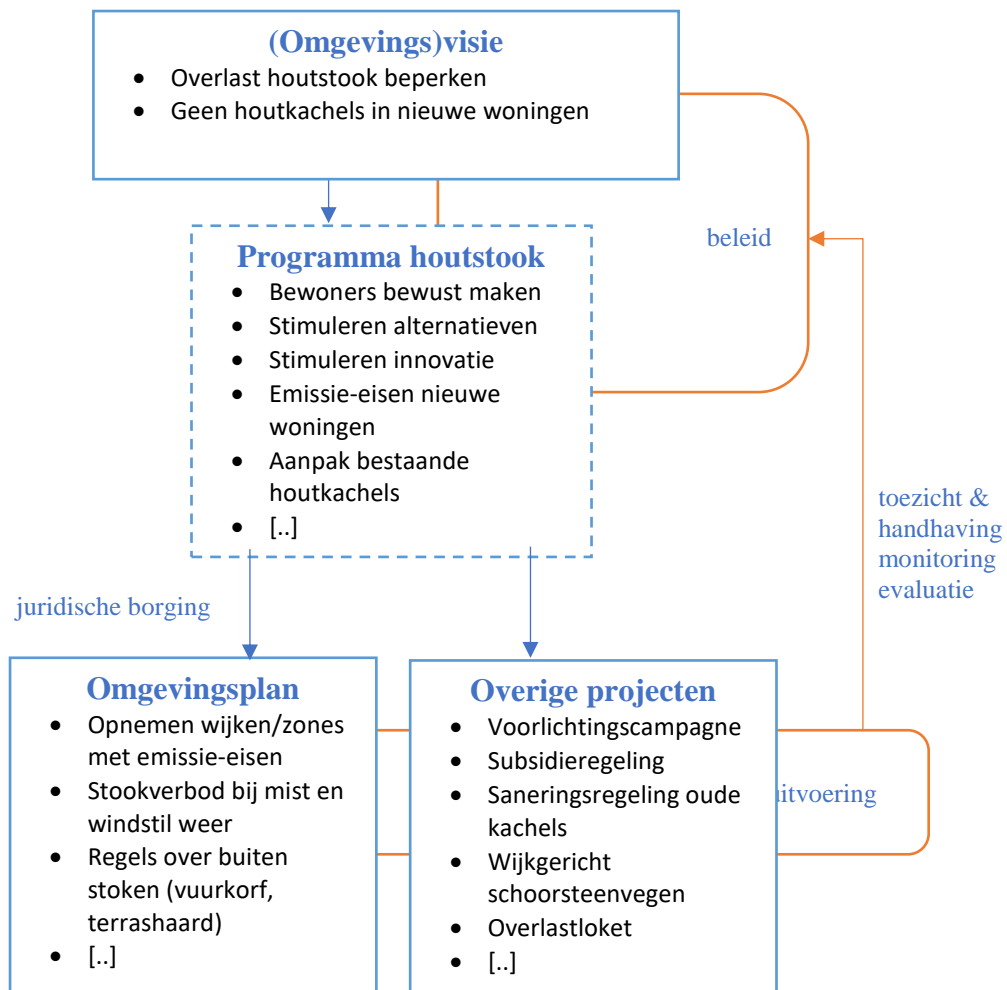 (Omgevings)visie
• Overlast houtstook beperken
• Geen houtkachels in nieuwe woningen
beleid
Programma houtstook
• Bewoners bewust maken
• Stimuleren alternatieven
• Stimuleren innovatie
• Emissie-eisen nieuwe
woningen
• Aanpak bestaande
houtkachels
• [..]
toezicht &
handhaving
monitoring
evaluatie
juridische borging
Omgevingsplan
• Opnemen wijken/zones
met emissie-eisen
• Stookverbod bij mist en
windstil weer
• Regels over buiten
stoken (vuurkorf,
terrashaard)
• [..]
Overige projecten
• Voorlichtingscampagne
• Subsidieregeling
• Saneringsregeling oude
kachels
• Wijkgericht
schoorsteenvegen
• Overlastloket
• [..]
uitvoering